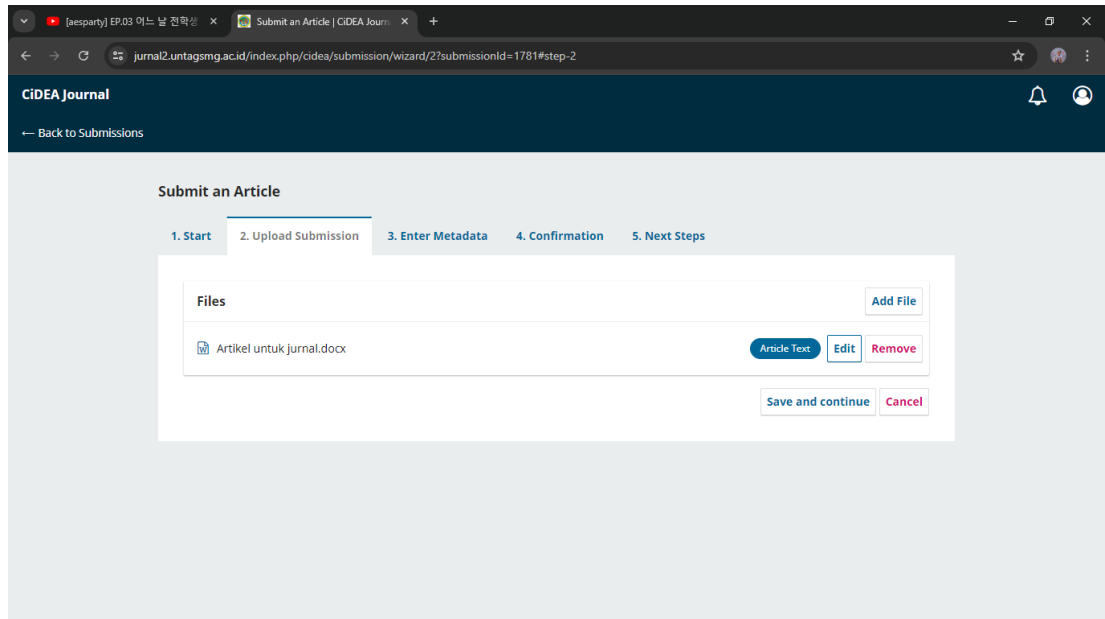 [aesparty] EP.03 어느 날 전학생
Submit an Article | CiDEA Journ
jurnal2.untagsmg.ac.id/index.php/cidea/submission/wizard/2?submissionId=1781#step-2
CiDEA Journal
← Back to Submissions
Submit an Article
1. Start 2. Upload Submission 3. Enter Metadata 4. Confirmation 5. Next Steps
Files Add File
Artikel untuk jurnal.docx Article Text Edit Remove
Save and continue Cancel